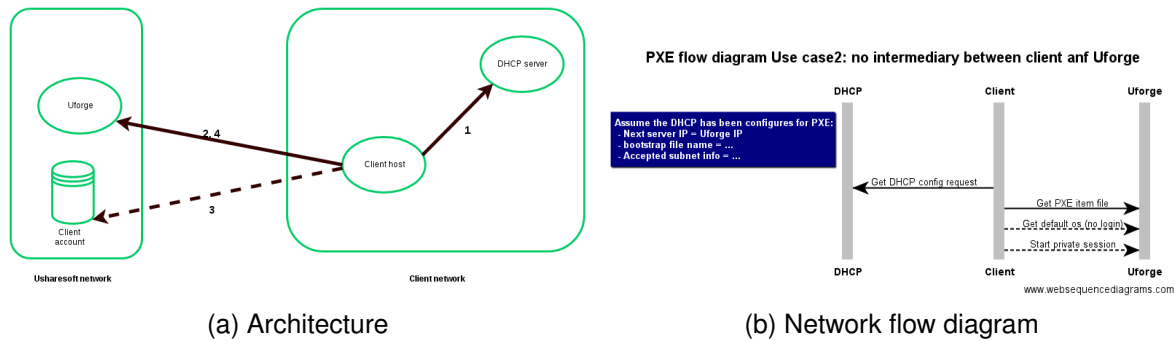 DHCP server
Uforge
1
2, 4
Client host
3
Client
account
Usharesoft network
Client network
(a) Architecture
PXE flow diagram Use case2: no intermediary between client anf Uforge
DHCP
Client
Uforge
Assume the DHCP has been configures for PXE:
- Next server IP = Uforge IP
- bootstrap file name = ...
- Accepted subnet info = ...
Get DHCP config request
Get PXE item file
Get default os (no login)
Start private session
DHCP
Client
Uforge
www.websequencediagrams.com
(b) Network flow diagram